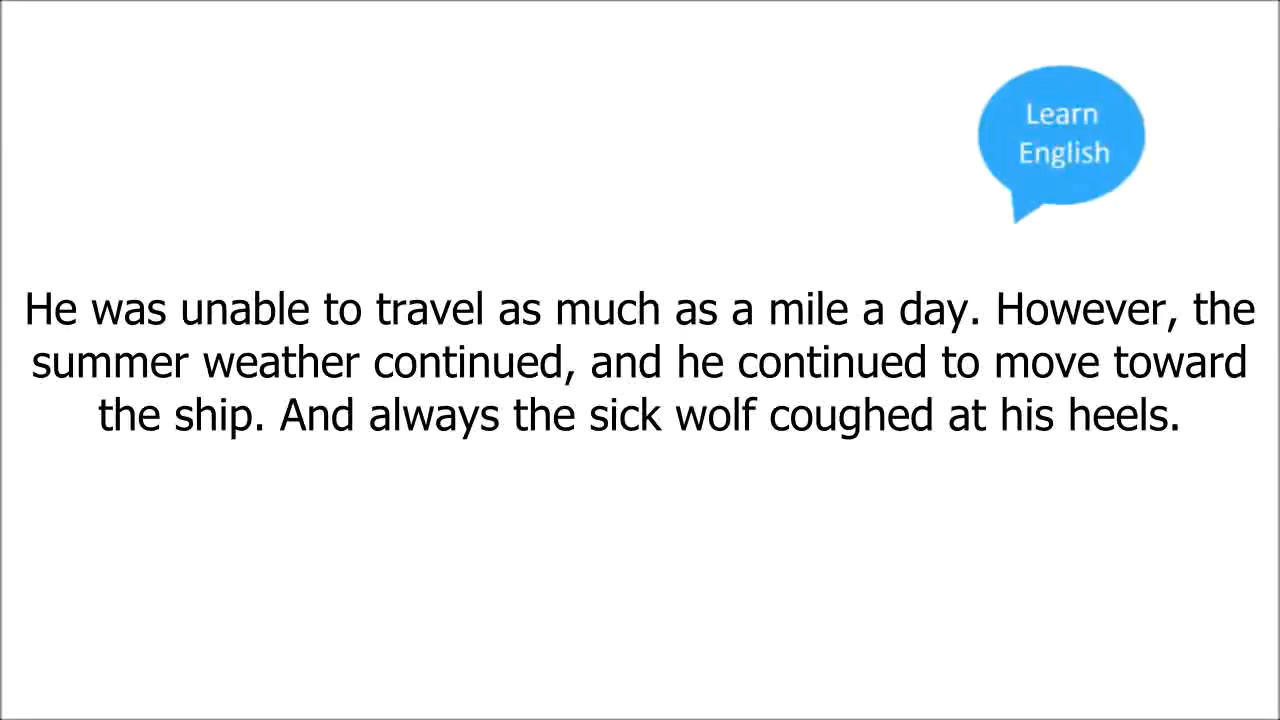 Learn
English
He was unable to travel as much as a mile a day. However, the
summer weather continued, and he continued to move toward
the ship. And always the sick wolf coughed at his heels.